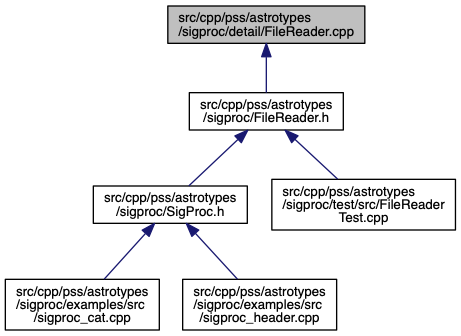 src/cpp/pss/astrotypes
/sigproc/detail/FileReader.cpp
src/cpp/pss/astrotypes
/sigproc/FileReader.h
src/cpp/pss/astrotypes
/sigproc/SigProc.h
src/cpp/pss/astrotypes
/sigproc/test/src/FileReader
Test.cpp
src/cpp/pss/astrotypes
/sigproc/examples/src
/sigproc_cat.cpp
src/cpp/pss/astrotypes
/sigproc/examples/src
/sigproc_header.cpp